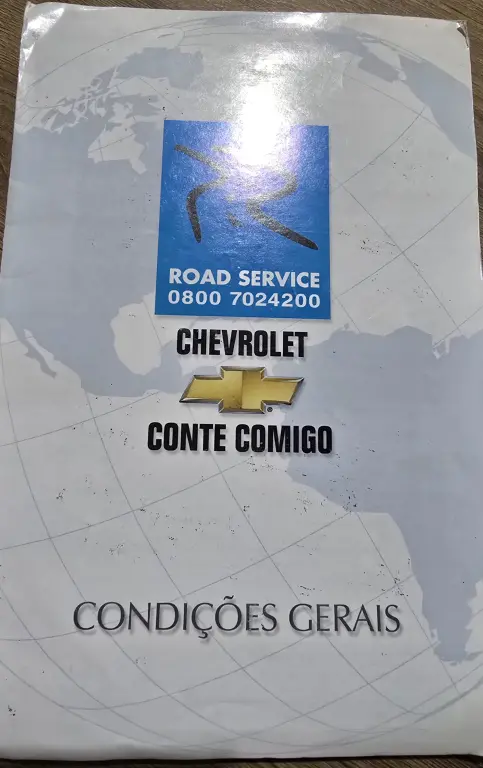 ROAD SERVICE
0800 7024200
CHEVROLET
CONTE COMIGO
CONDIÇÕES GERAIS